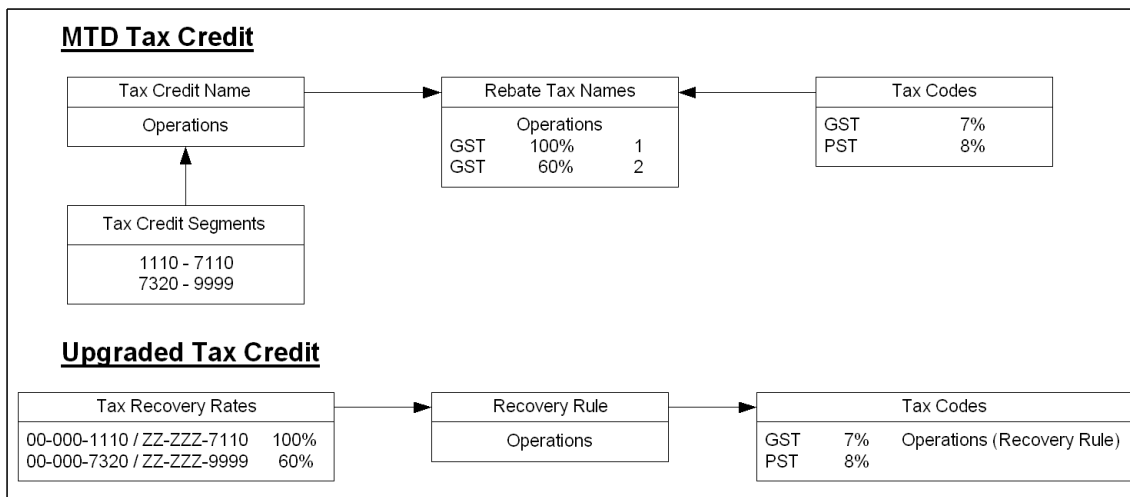 MTD Tax Credit
Tax Credit Name
Operations
Rebate Tax Names
Operations
GST 100% 1
GST 60% 2
Tax Codes
GST 7%
PST 8%
Tax Credit Segments
1110 - 7110
7320 - 9999
Upgraded Tax Credit
Tax Recovery Rates
00-000-1110 / ZZ-ZZZ-7110 100%
00-000-7320 / ZZ-ZZZ-9999 60%
Recovery Rule
Operations
Tax Codes
GST 7% Operations (Recovery Rule)
PST 8%